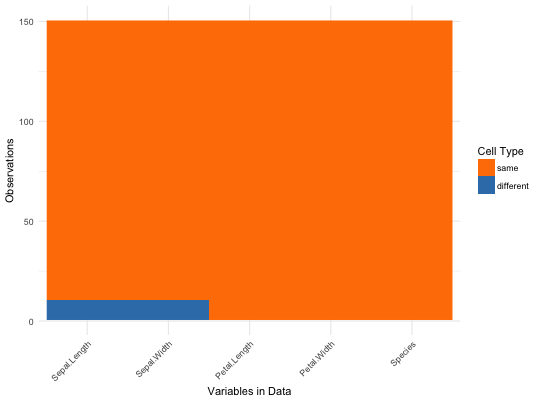 150
100
50
0
Observations
Sepal.Length
Sepal.Width
Petal.Length
Petal.Width
Species
Variables in Data
Cell Type
same
different